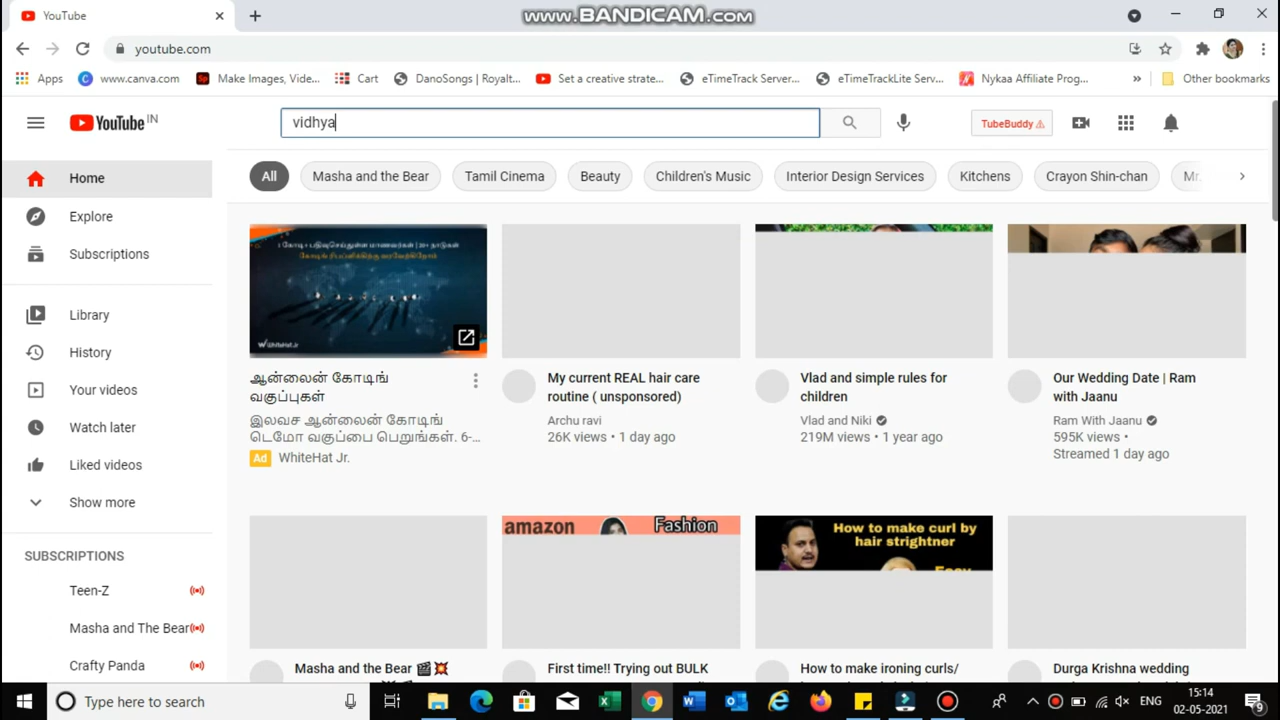 YouTube
www.BANDICAM.com
youtube.com
Apps
www.canva.com
Make Images, Vide...
Cart
DanoSongs | Royalt...
Set a creative strate...
eTimeTrack Server...
eTimeTrackLite Serv...
Nykaa Affiliate Prog...
»
Other bookmarks
YouTube IN
vidhya
TubeBuddy
All
Masha and the Bear
Tamil Cinema
Beauty
Children's Music
Interior Design Services
Kitchens
Crayon Shin-chan
Mr.
Home
Explore
Subscriptions
Library
History
Your videos
Watch later
Liked videos
Show more
SUBSCRIPTIONS
Teen-Z
Masha and The Bear
Crafty Panda
WhiteHat Jr.
ஆன்லைன் கோடிங்
வகுப்புகள்
இலவச ஆன்லைன் கோடிங்
டெமோ வகுப்பை பெறுங்கள். 6-...
Ad WhiteHat Jr.
My current REAL hair care
routine ( unsponsored)
Archu ravi
26K views • 1 day ago
Vlad and simple rules for
children
Vlad and Niki
219M views • 1 year ago
Our Wedding Date | Ram
with Jaanu
Ram With Jaanu
595K views •
Streamed 1 day ago
Masha and the Bear
amazon
Fashion
First time!! Trying out BULK
How to make curl by
hair strightner
How to make ironing curls/
Durga Krishna wedding
Type here to search
ENG
15:14
02-05-2021
9